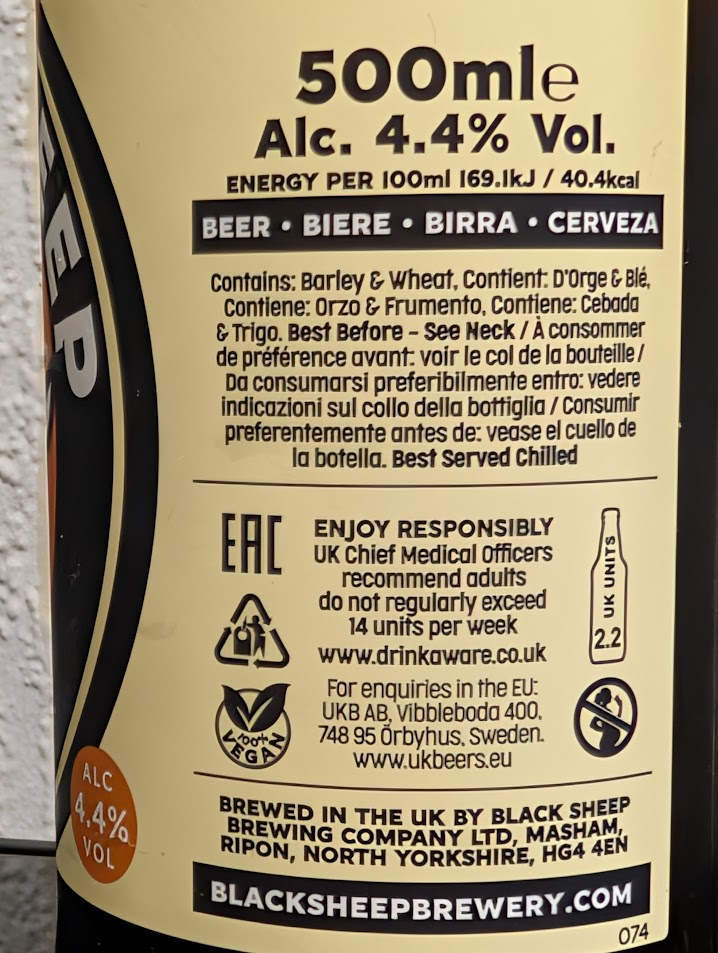 EEP
500mle
Alc. 4.4% Vol.
ENERGY PER 100ml 169.1kJ / 40.4kcal
BEER • BIERE • BIRRA • CERVEZA
Contains: Barley & Wheat, Contient: D'Orge & Blé,
Contiene: Orzo & Frumento, Contiene: Cebada
& Trigo. Best Before - See Neck / À consommer
de préférence avant: voir le col de la bouteille /
Da consumarsi preferibilmente entro: vedere
indicazioni sul collo della bottiglia / Consumir
preferentemente antes de: vease el cuello de
la botella. Best Served Chilled
EAC
ENJOY RESPONSIBLY
UK Chief Medical Officers
recommend adults
do not regularly exceed
14 units per week
www.drinkaware.co.uk
UK UNITS
2.2
100%
VEGAN
For enquiries in the EU:
UKB AB, Vibbleboda 400,
748 95 Örbyhus, Sweden.
www.ukbeers.eu
ALC
4.4%
VOL
BREWED IN THE UK BY BLACK SHEEP
BREWING COMPANY LTD, MASHAM,
RIPON, NORTH YORKSHIRE, HG4 4EN
BLACKSHEEPBREWERY.COM
074